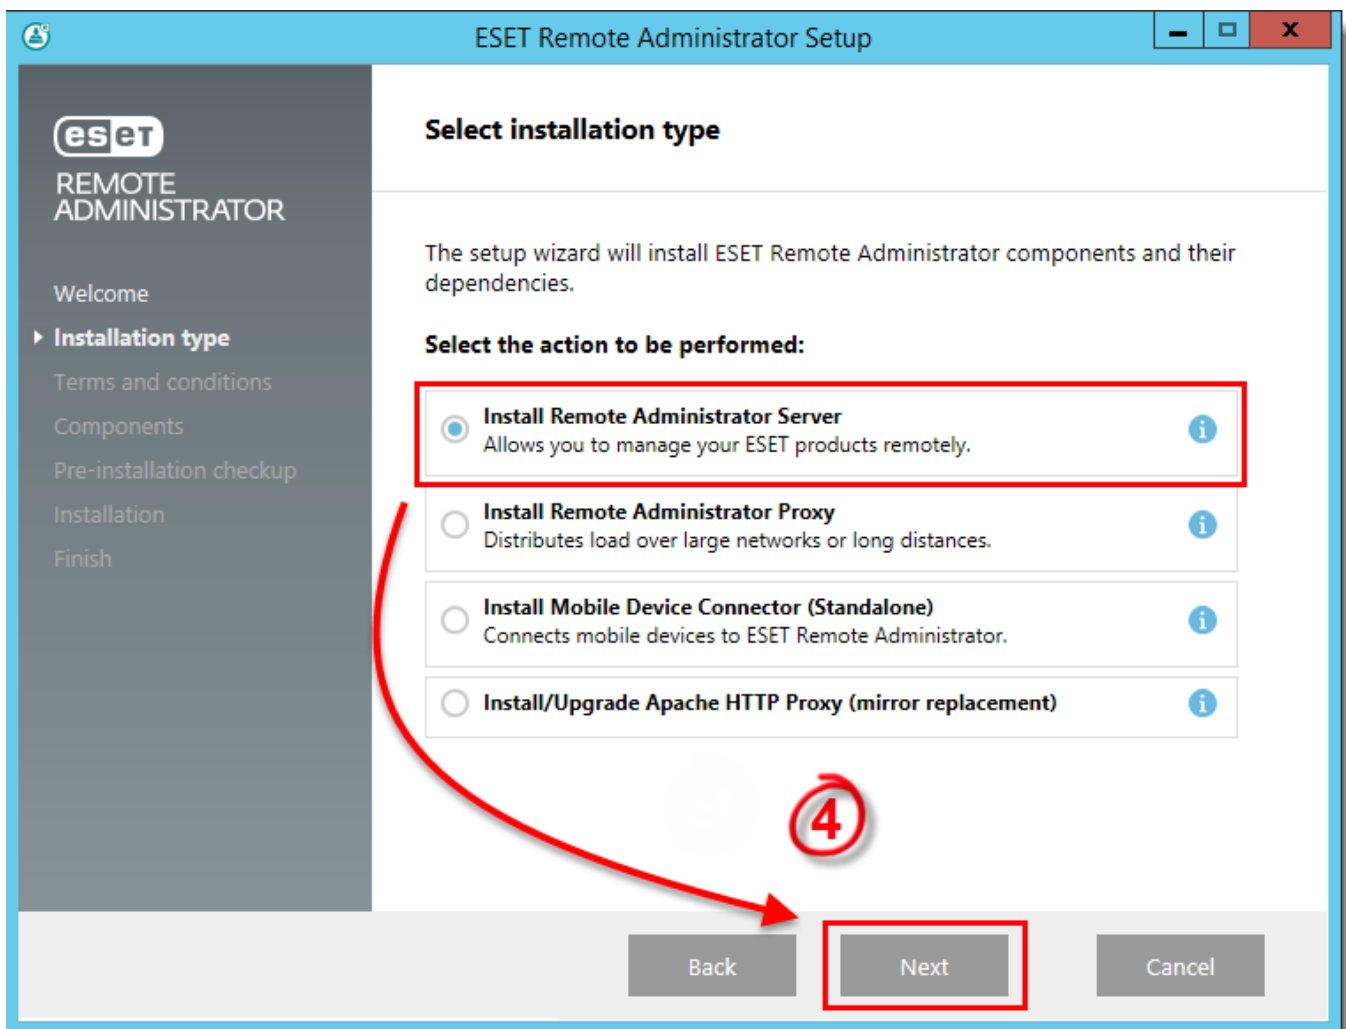 ESET Remote Administrator Setup
eset
REMOTE
ADMINISTRATOR
Welcome
Installation type
Terms and conditions
Components
Pre-installation checkup
Installation
Finish
Select installation type
The setup wizard will install ESET Remote Administrator components and their
dependencies.
Select the action to be performed:
Install Remote Administrator Server
Allows you to manage your ESET products remotely.
Install Remote Administrator Proxy
Distributes load over large networks or long distances.
Install Mobile Device Connector (Standalone)
Connects mobile devices to ESET Remote Administrator.
Install/Upgrade Apache HTTP Proxy (mirror replacement)
4
Back
Next
Cancel